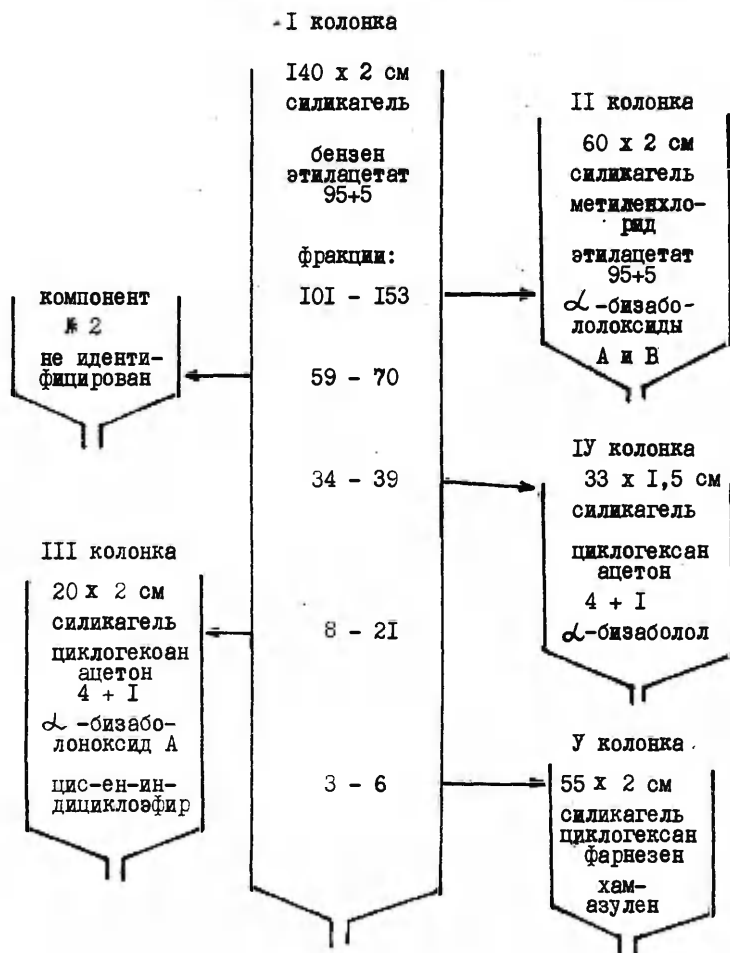 I колонка
I40 x 2 см
силикагель
бензен
этилацетат
95+5
фракции:
IOI - I53
59 - 70
34 - 39
8 - 2I
3 - 6
II колонка
60 x 2 см
силикагель
метиленхло-
рид
этилацетат
95+5
α -бизабо-
лолоксиды
А и В
компонент
№ 2
не иденти-
фицирован
IУ колонка
33 x I,5 см
силикагель
циклогексан
ацетон
4 + I
α-бизаболол
III колонка
20 x 2 см
силикагель
циклогекоан
ацетон
4 + I
α -бизабо-
лоноксид А
цис-ен-ин-
дициклоэфир
У колонка
55 x 2 см
силикагель
циклогексан
фарнезен
хам-
азулен